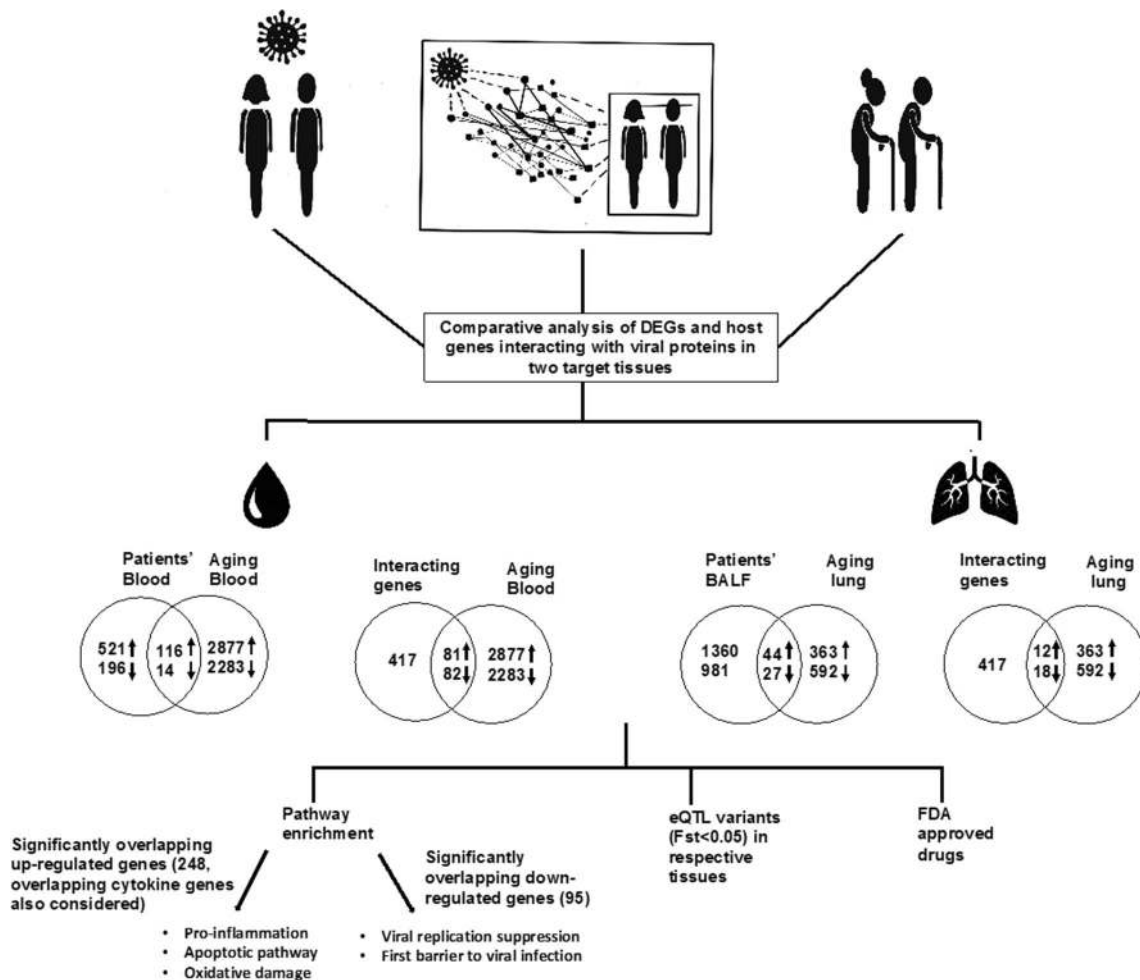 Comparative analysis of DEGs and host
genes interacting with viral proteins in
two target tissues
Patients'
Blood
Aging
Blood
521↑
196↓
116↑
14 ↓
2877↑
2283↓
Interacting
genes
Aging
Blood
417
81↑
82↓
2877↑
2283↓
Patients'
BALF
Aging
lung
1360
981
44↑
27↓
363↑
592↓
Interacting
genes
Aging
lung
417
12↑
18↓
363↑
592↓
Pathway
enrichment
eQTL variants
(Fst<0.05) in
respective
tissues
FDA
approved
drugs
Significantly overlapping
up-regulated genes (248,
overlapping cytokine genes
also considered)
• Pro-inflammation
• Apoptotic pathway
• Oxidative damage
Significantly
overlapping down-
regulated genes (95)
• Viral replication suppression
• First barrier to viral infection